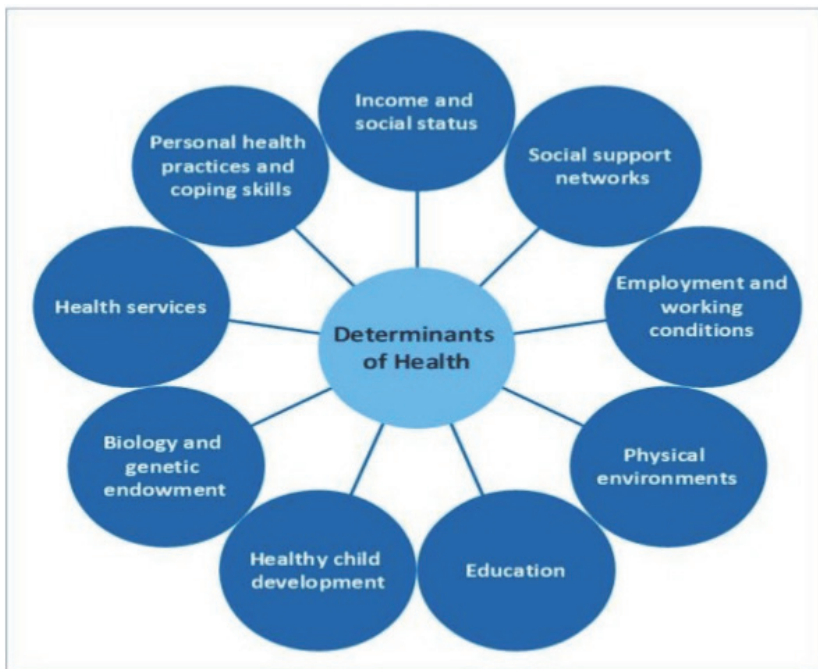 Determinants
of Health
Income and
social status
Social support
networks
Employment and
working
conditions
Physical
environments
Education
Healthy child
development
Biology and
genetic
endowment
Health services
Personal health
practices and
coping skills